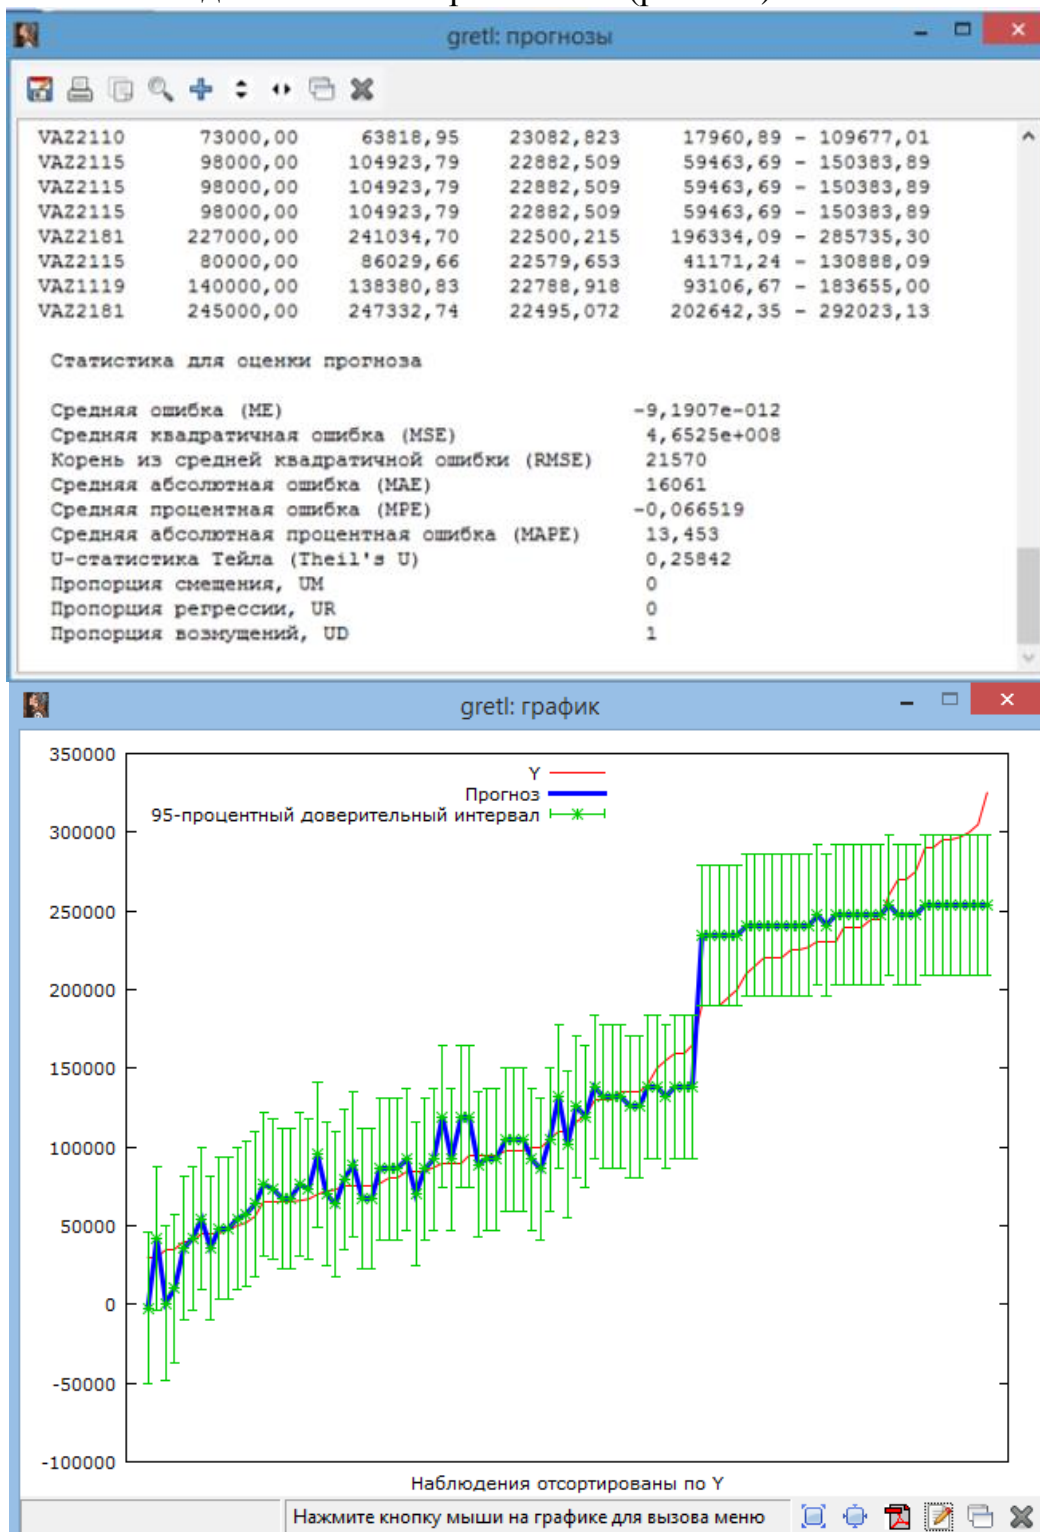 gretl: прогнозы
VAZ2110 73000,00 63818,95 23082,823 17960,89 - 109677,01
VAZ2115 98000,00 104923,79 22882,509 59463,69 - 150383,89
VAZ2115 98000,00 104923,79 22882,509 59463,69 - 150383,89
VAZ2115 98000,00 104923,79 22882,509 59463,69 - 150383,89
VAZ2181 227000,00 241034,70 22500,215 196334,09 - 285735,30
VAZ2115 80000,00 86029,66 22579,653 41171,24 - 130888,09
VAZ1119 140000,00 138380,83 22788,918 93106,67 - 183655,00
VAZ2181 245000,00 247332,74 22495,072 202642,35 - 292023,13
Статистика для оценки прогноза
Средняя ошибка (ME) -9,1907e-012
Средняя квадратичная ошибка (MSE) 4,6525e+008
Корень из средней квадратичной ошибки (RMSE) 21570
Средняя абсолютная ошибка (MAE) 16061
Средняя процентная ошибка (MPE) -0,066519
Средняя абсолютная процентная ошибка (MAPE) 13,453
U-статистика Тейла (Theil's U) 0,25842
Пропорция смещения, UM 0
Пропорция регрессии, UR 0
Пропорция возмущений, UD 1
gretl: график
350000
300000
250000
200000
150000
100000
50000
0
-50000
-100000
Y
Прогноз
95-процентный доверительный интервал
Наблюдения отсортированы по Y
Нажмите кнопку мыши на графике для вызова меню